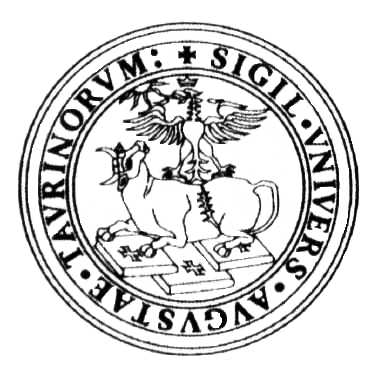 ✠ SIGIL · VNIVERS · AVGVSTAE · TAVRINORVM: